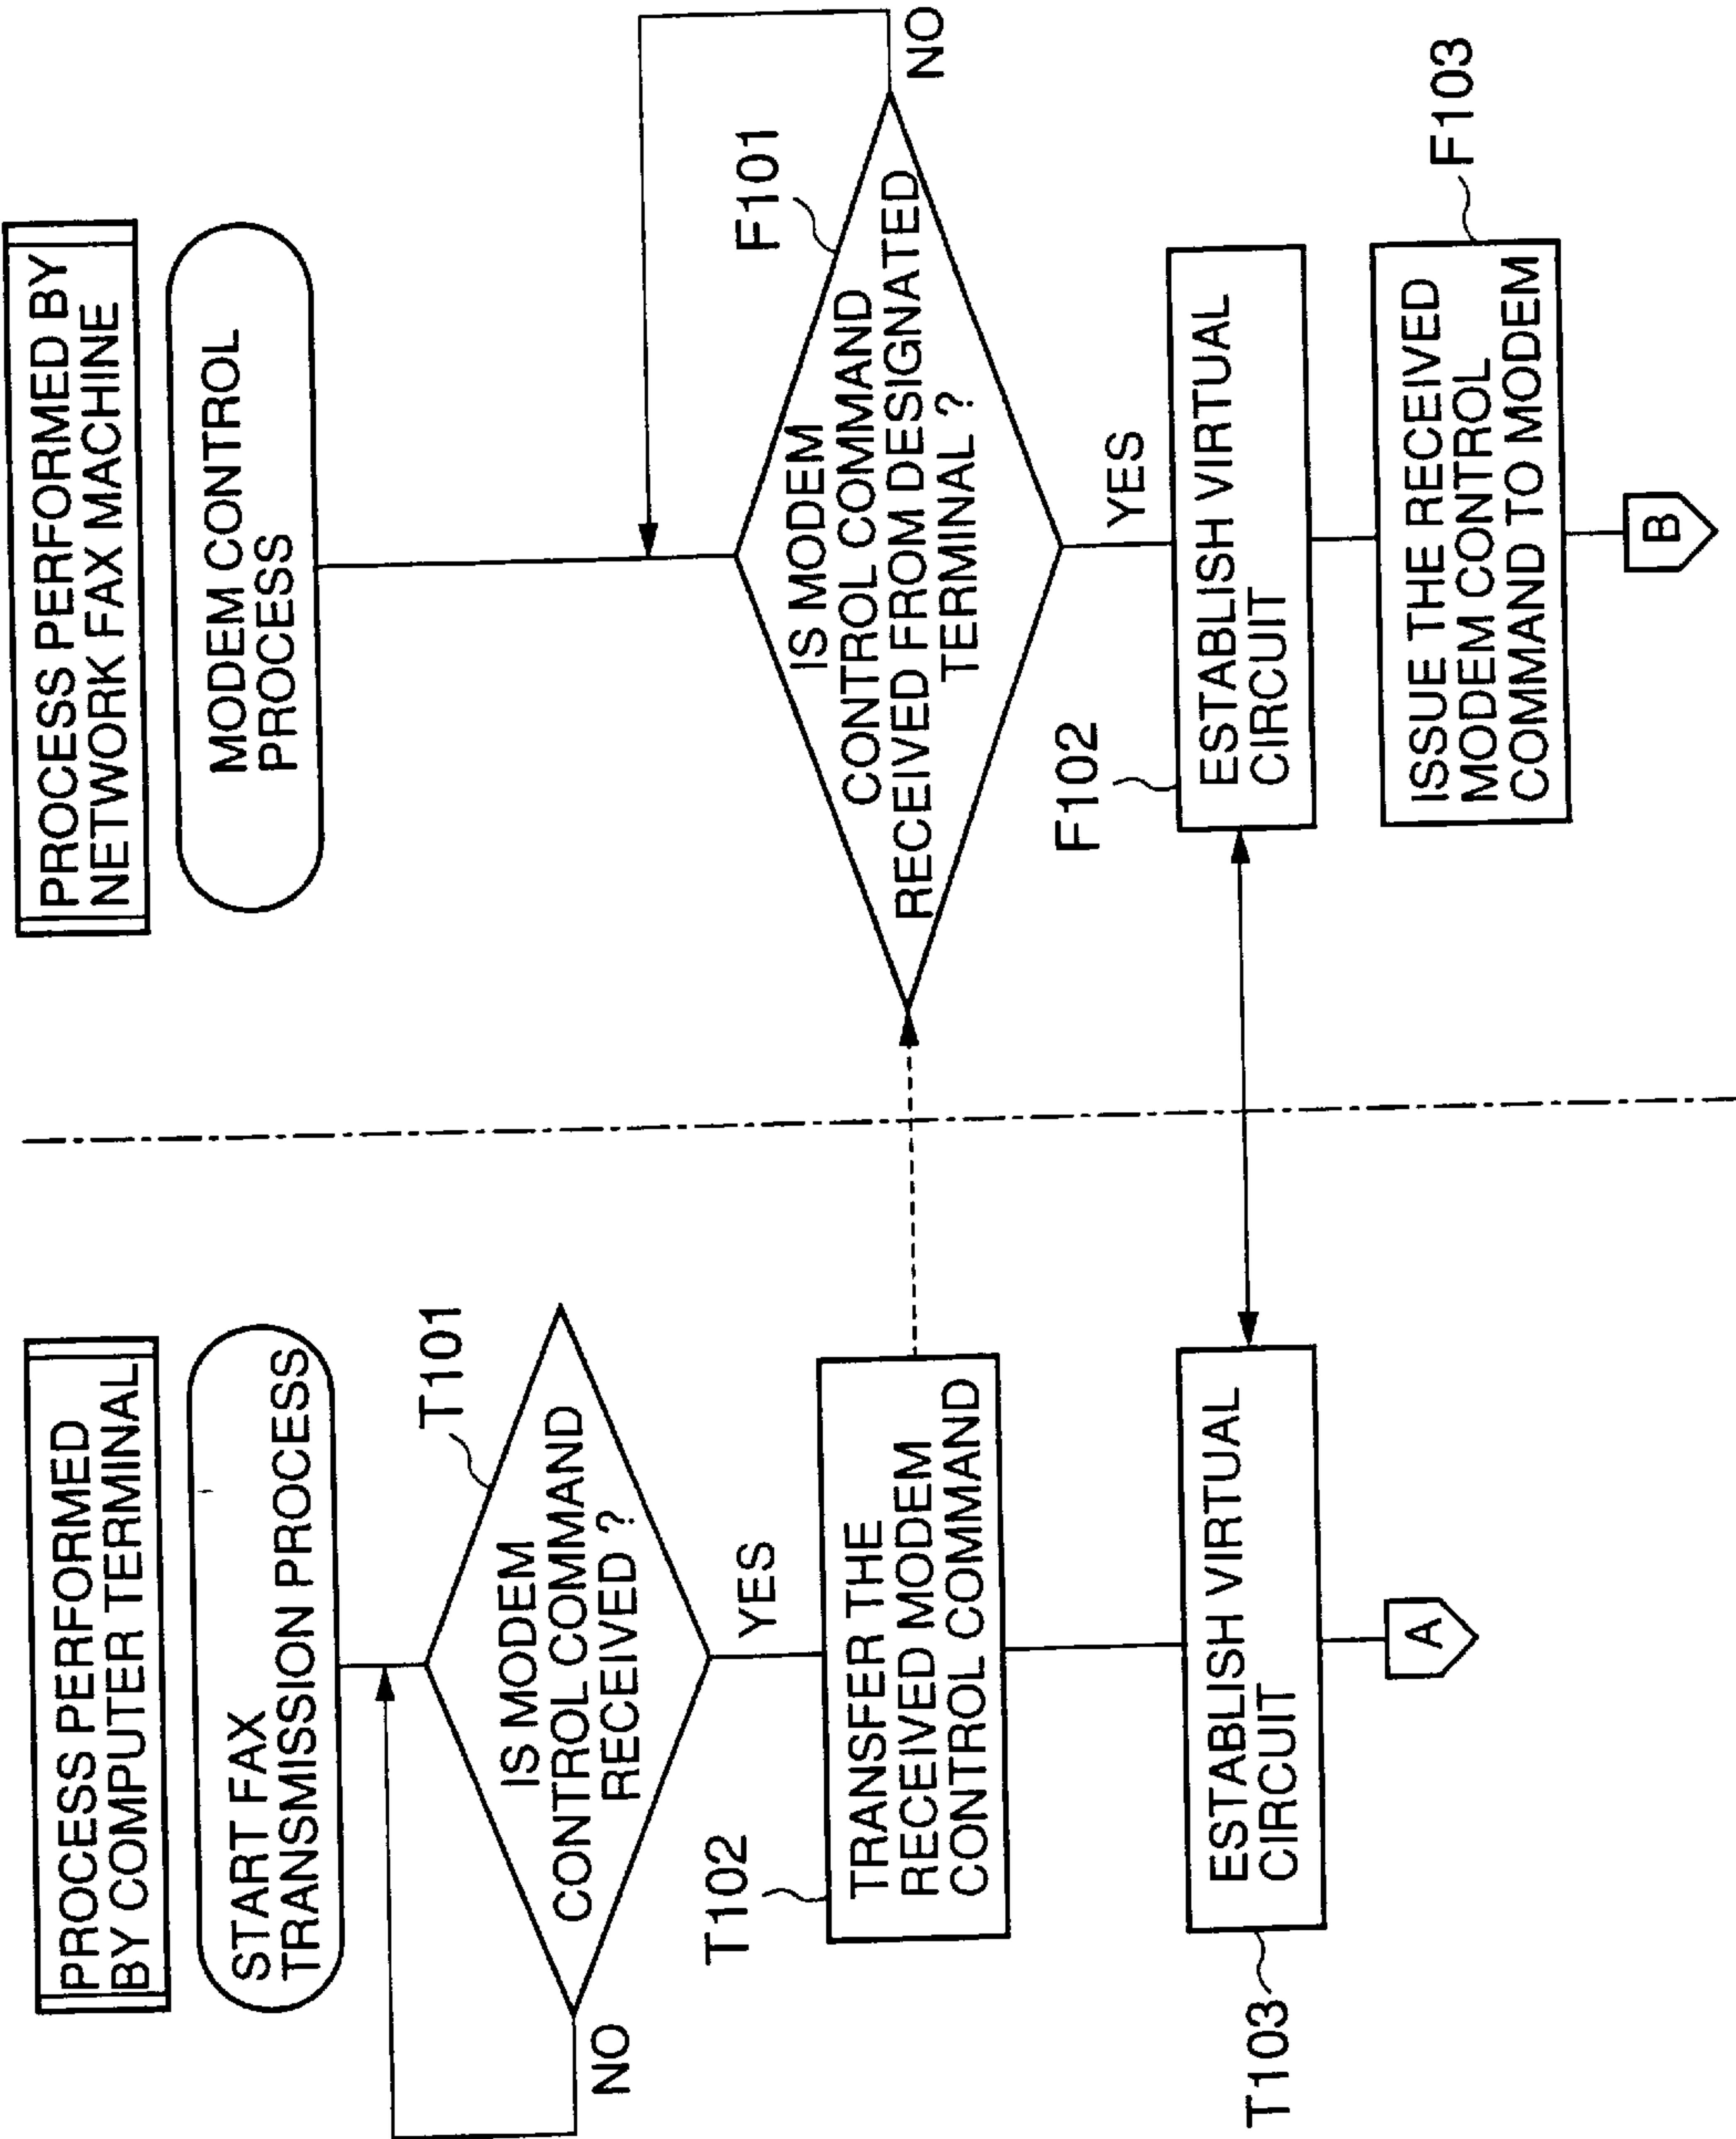 PROCESS PERFORMED
BY COMPUTER TERMINAL
START FAX
TRANSMISSION PROCESS
T101
IS MODEM
CONTROL COMMAND
RECEIVED ?
NO
YES
T102
TRANSFER THE
RECEIVED MODEM
CONTROL COMMAND
T103
ESTABLISH VIRTUAL
CIRCUIT
A
PROCESS PERFORMED BY
NETWORK FAX MACHINE
MODEM CONTROL
PROCESS
F101
IS MODEM
CONTROL COMMAND
RECEIVED FROM DESIGNATED
TERMINAL ?
NO
YES
F102
ESTABLISH VIRTUAL
CIRCUIT
F103
ISSUE THE RECEIVED
MODEM CONTROL
COMMAND TO MODEM
B